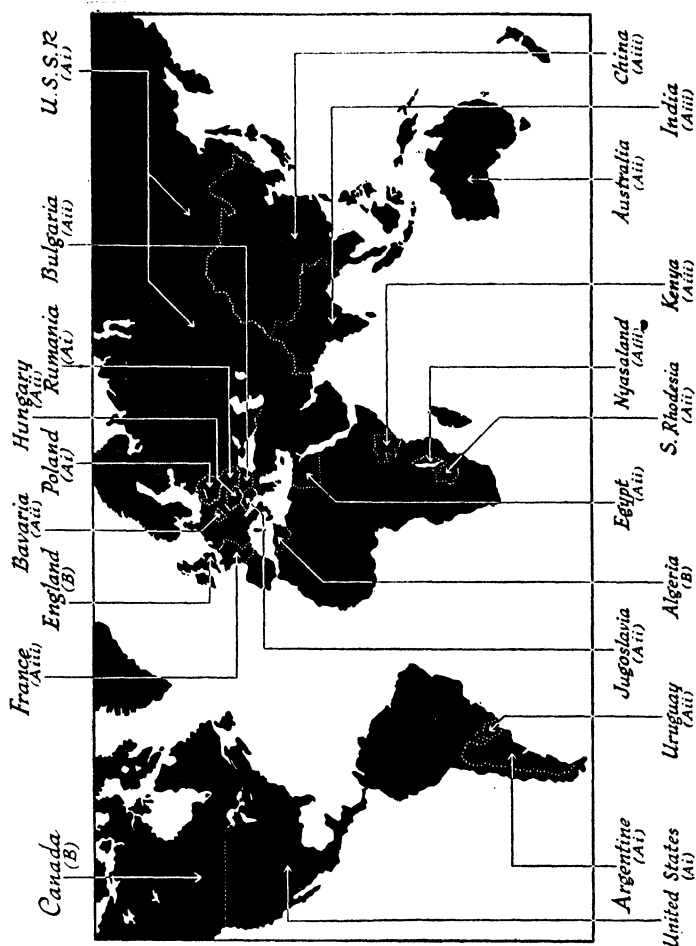 Canada
(B)
France
(Aiii)
England
(B)
Bavaria
(Aii)
Poland
(Ai)
Hungary
(Aii)
Rumania
(Ai)
Bulgaria
(Aii)
U.S.S.R
(Ai)
United States
(Ai)
Argentine
(Ai)
Uruguay
(Aii)
Jugoslavia
(Aii)
Algeria
(B)
Egypt
(Aii)
S. Rhodesia
(Aii)
Nyasaland
(Aii)
Kenya
(Aiii)
Australia
(Aii)
India
(Aiii)
China
(Aiii)